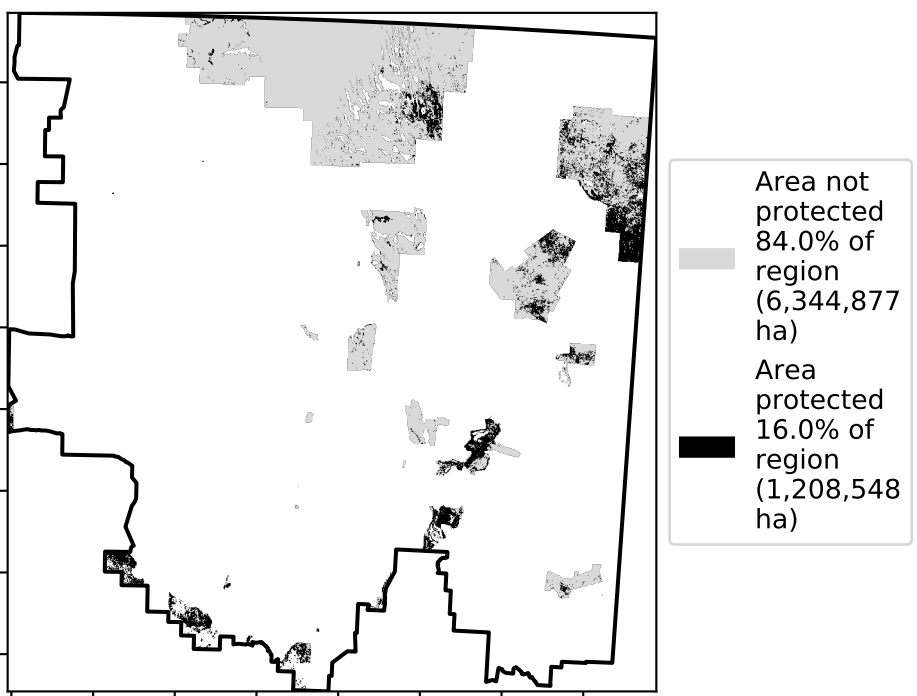 Area not
protected
84.0% of
region
(6,344,877
ha)
Area
protected
16.0% of
region
(1,208,548
ha)